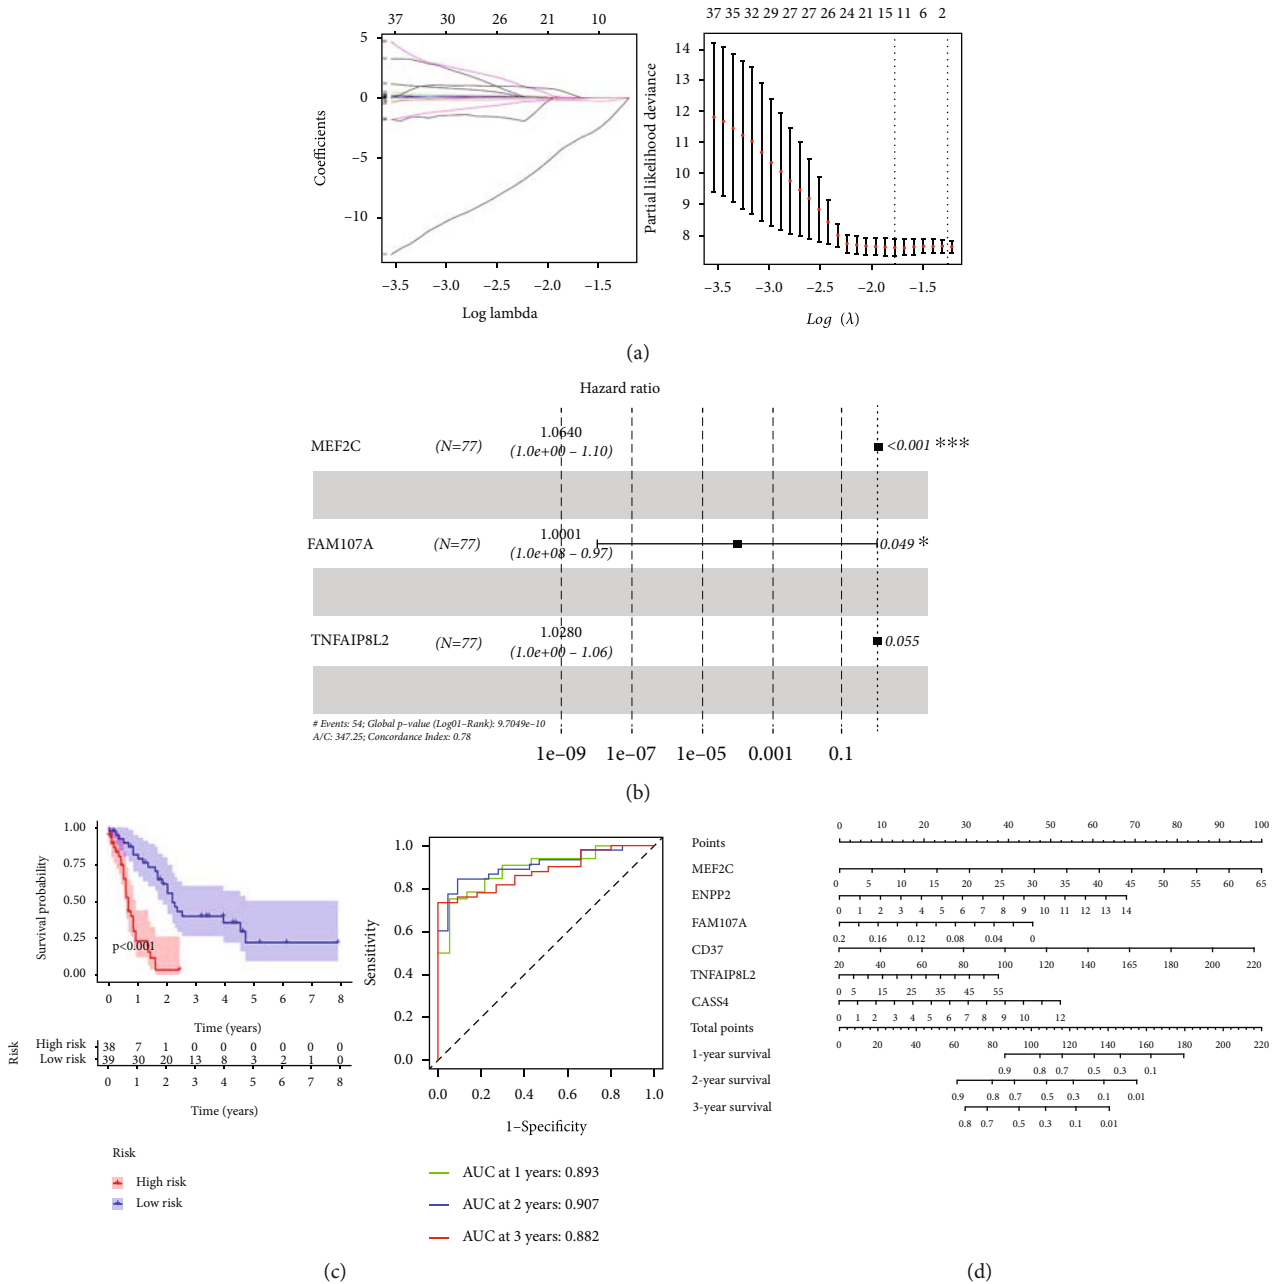 37 30 26 21 10
5
0
−5
−10
Coefficients
−3.5 −3.0 −2.5 −2.0 −1.5
Log lambda
37 35 32 29 27 27 26 24 21 15 11 6 2
14
13
12
11
10
9
8
Partial likelihood deviance
−3.5 −3.0 −2.5 −2.0 −1.5
Log (λ)
(a)
Hazard ratio
MEF2C (N=77) 1.0640 (1.0e+00 − 1.10) <0.001 ***
FAM107A (N=77) 1.0001 (1.0e+08 − 0.97) 0.049 *
TNFAIP8L2 (N=77) 1.0280 (1.0e+00 − 1.06) 0.055
# Events: 54; Global p−value (Log01−Rank): 9.7049e−10
A/C: 347.25; Concordance Index: 0.78
1e−09 1e−07 1e−05 0.001 0.1
(b)
1.00
0.75
0.50
0.25
0.00
Survival probability
p<0.001
0 1 2 3 4 5 6 7 8
Time (years)
Risk
High risk 38 7 1 0 0 0 0 0 0
Low risk 39 30 20 13 8 3 2 1 0
0 1 2 3 4 5 6 7 8
Time (years)
Risk
High risk
Low risk
1.0
0.8
0.6
0.4
0.2
0.0
Sensitivity
0.0 0.2 0.4 0.6 0.8 1.0
1−Specificity
AUC at 1 years: 0.893
AUC at 2 years: 0.907
AUC at 3 years: 0.882
(c)
0 10 20 30 40 50 60 70 80 90 100
Points
MEF2C
0 5 10 15 20 25 30 35 40 45 50 55 60 65
ENPP2
0 1 2 3 4 5 6 7 8 9 10 11 12 13 14
FAM107A
0.2 0.16 0.12 0.08 0.04 0
CD37
20 40 60 80 100 120 140 165 180 200 220
TNFAIP8L2
0 5 15 25 35 45 55
CASS4
0 1 2 3 4 5 6 7 8 9 10 12
Total points
0 20 40 60 80 100 120 140 160 180 200 220
1-year survival
0.9 0.8 0.7 0.5 0.3 0.1
2-year survival
0.9 0.8 0.7 0.5 0.3 0.1 0.01
3-year survival
0.8 0.7 0.5 0.3 0.1 0.01
(d)